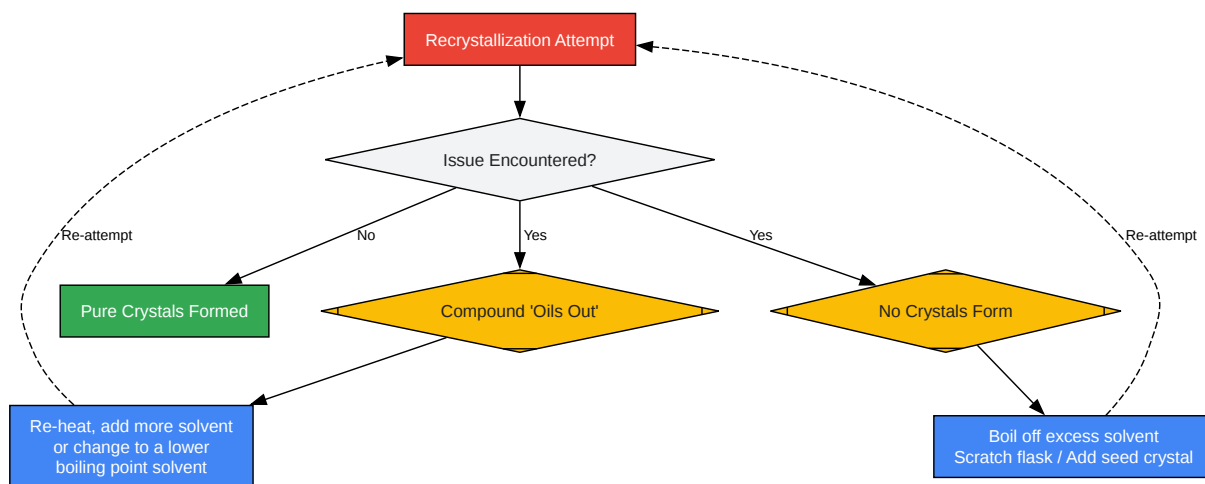 Recrystallization Attempt
Issue Encountered?
Re-attempt
No
Yes
Yes
Re-attempt
Pure Crystals Formed
Compound 'Oils Out'
No Crystals Form
Re-heat, add more solvent
or change to a lower
boiling point solvent
Boil off excess solvent
Scratch flask / Add seed crystal